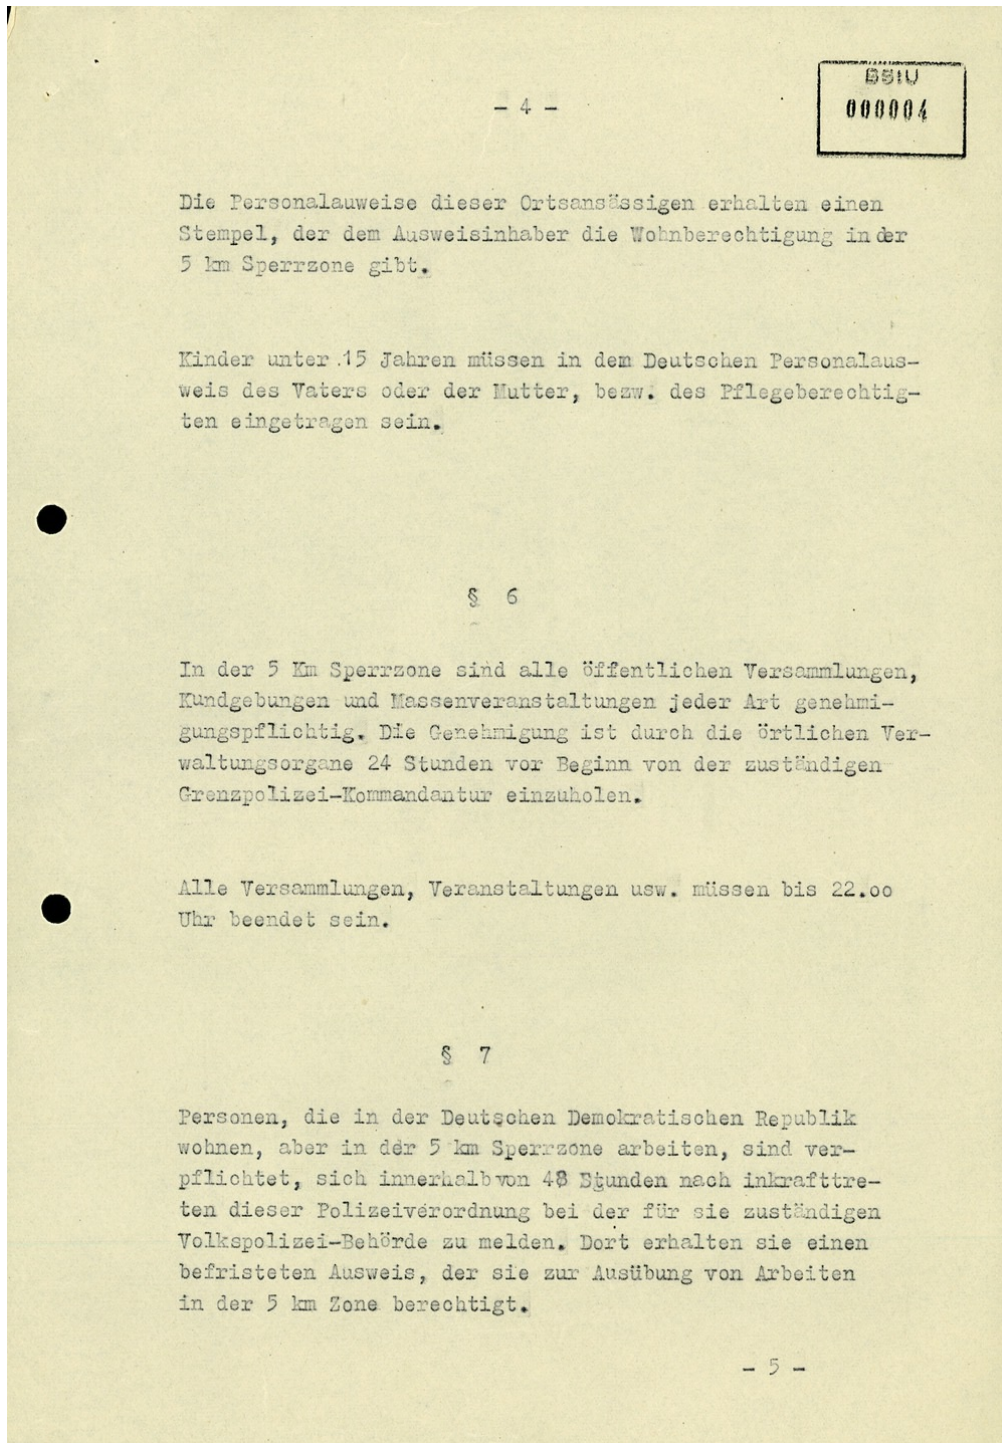 - 4 -
BStU
000004
Die Personalauweise dieser Ortsansässigen erhalten einen
Stempel, der dem Ausweisinhaber die Wohnberechtigung in der
5 km Sperrzone gibt.
Kinder unter 15 Jahren müssen in dem Deutschen Personalaus-
weis des Vaters oder der Mutter, bezw. des Pflegeberechtig-
ten eingetragen sein.
§ 6
In der 5 Km Sperrzone sind alle öffentlichen Versammlungen,
Kundgebungen und Massenveranstaltungen jeder Art genehmi-
gungspflichtig. Die Genehmigung ist durch die örtlichen Ver-
waltungsorgane 24 Stunden vor Beginn von der zuständigen
Grenzpolizei-Kommandantur einzuholen.
Alle Versammlungen, Veranstaltungen usw. müssen bis 22.oo
Uhr beendet sein.
§ 7
Personen, die in der Deutschen Demokratischen Republik
wohnen, aber in der 5 km Sperrzone arbeiten, sind ver-
pflichtet, sich innerhalb von 48 Stunden nach inkrafttre-
ten dieser Polizeiverordnung bei der für sie zuständigen
Volkspolizei-Behörde zu melden. Dort erhalten sie einen
befristeten Ausweis, der sie zur Ausübung von Arbeiten
in der 5 km Zone berechtigt.
- 5 -